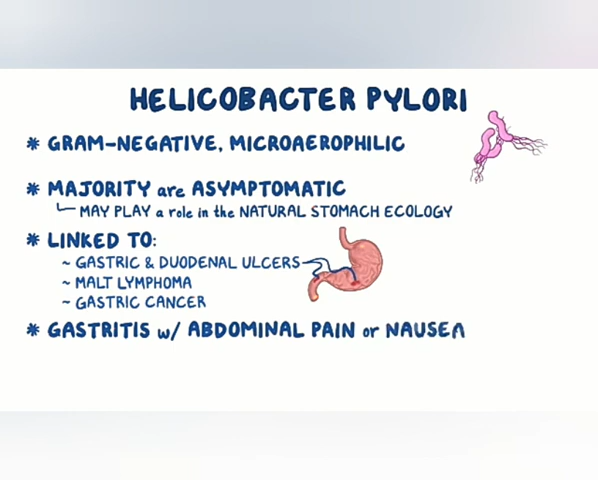 HELICOBACTER PYLORI
* GRAM-NEGATIVE, MICROAEROPHILIC
* MAJORITY are ASYMPTOMATIC
MAY PLAY a role in the NATURAL STOMACH ECOLOGY
* LINKED TO:
~ GASTRIC & DUODENAL ULCERS
~ MALT LYMPHOMA
~ GASTRIC CANCER
* GASTRITIS w/ ABDOMINAL PAIN or NAUSEA